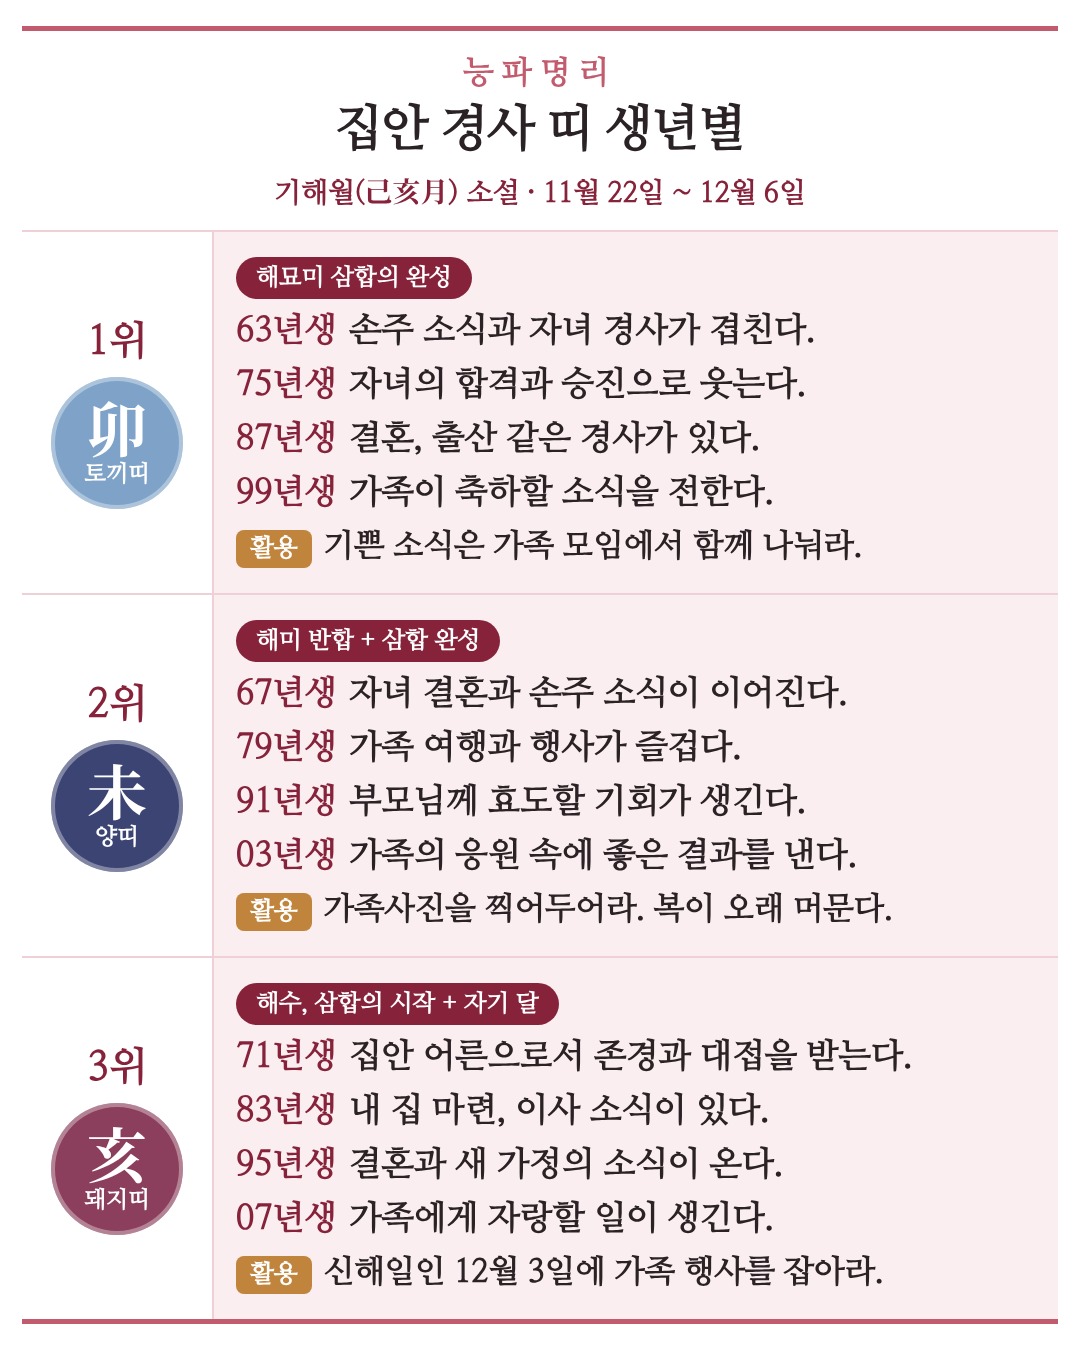 능파명리
집안 경사 띠 생년별
기해월(己亥月) 소설 · 11월 22일 ~ 12월 6일
1위
卯
토끼띠
해묘미 삼합의 완성
63년생 손주 소식과 자녀 경사가 겹친다.
75년생 자녀의 합격과 승진으로 웃는다.
87년생 결혼, 출산 같은 경사가 있다.
99년생 가족이 축하할 소식을 전한다.
활용 기쁜 소식은 가족 모임에서 함께 나눠라.
2위
未
양띠
해미 반합 + 삼합 완성
67년생 자녀 결혼과 손주 소식이 이어진다.
79년생 가족 여행과 행사가 즐겁다.
91년생 부모님께 효도할 기회가 생긴다.
03년생 가족의 응원 속에 좋은 결과를 낸다.
활용 가족사진을 찍어두어라. 복이 오래 머문다.
3위
亥
돼지띠
해수, 삼합의 시작 + 자기 달
71년생 집안 어른으로서 존경과 대접을 받는다.
83년생 내 집 마련, 이사 소식이 있다.
95년생 결혼과 새 가정의 소식이 온다.
07년생 가족에게 자랑할 일이 생긴다.
활용 신해일인 12월 3일에 가족 행사를 잡아라.